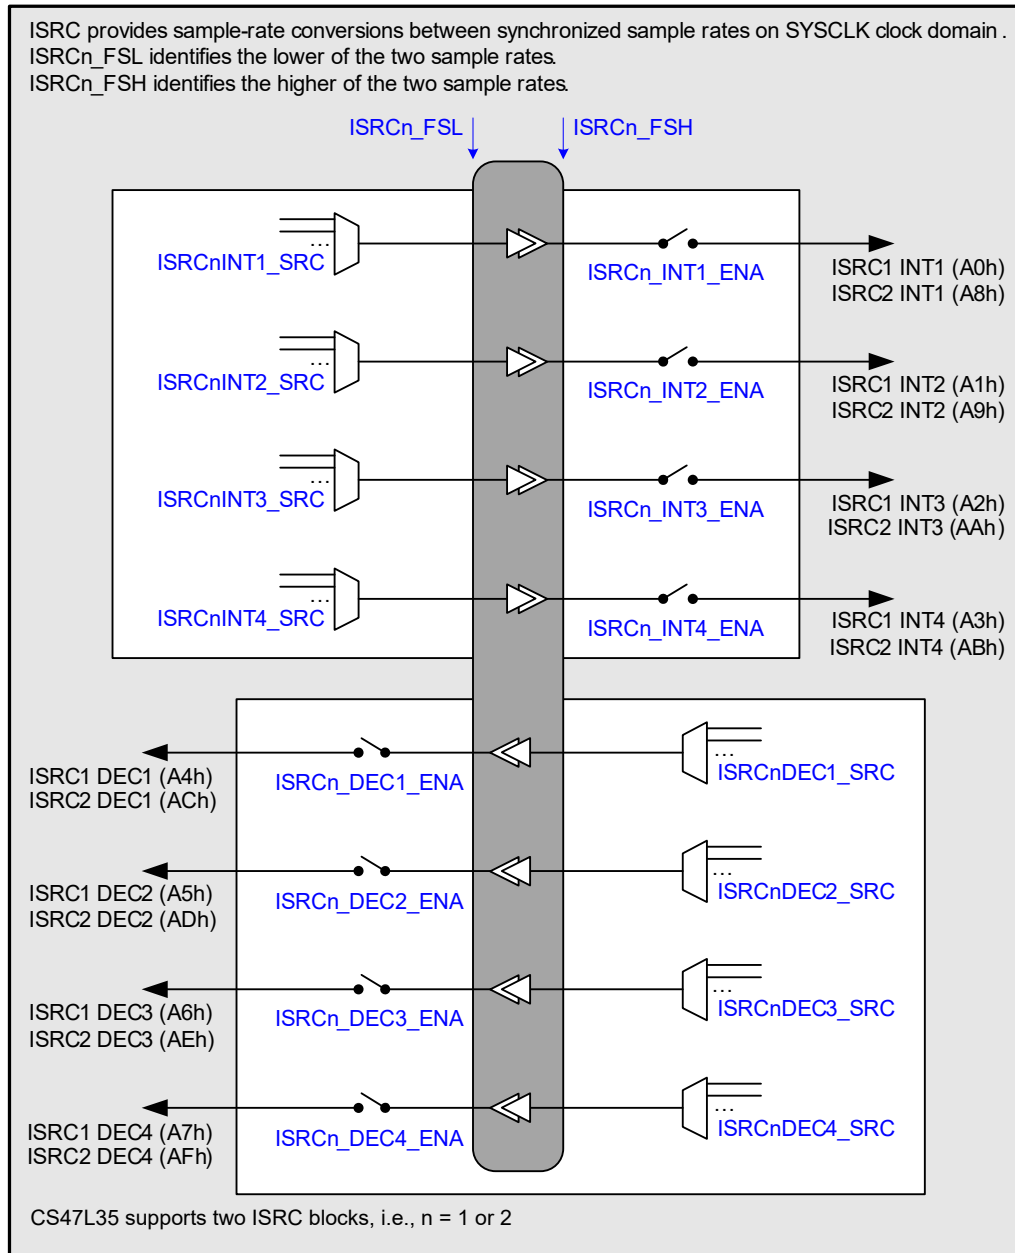 ISRC provides sample-rate conversions between synchronized sample rates on SYSCLK clock domain .
ISRCn_FSL identifies the lower of the two sample rates.
ISRCn_FSH identifies the higher of the two sample rates.
ISRCn_FSL
ISRCn_FSH
...
ISRCnINT1_SRC
ISRCn_INT1_ENA
ISRC1 INT1 (A0h)
ISRC2 INT1 (A8h)
...
ISRCnINT2_SRC
ISRCn_INT2_ENA
ISRC1 INT2 (A1h)
ISRC2 INT2 (A9h)
...
ISRCnINT3_SRC
ISRCn_INT3_ENA
ISRC1 INT3 (A2h)
ISRC2 INT3 (AAh)
...
ISRCnINT4_SRC
ISRCn_INT4_ENA
ISRC1 INT4 (A3h)
ISRC2 INT4 (ABh)
ISRC1 DEC1 (A4h)
ISRC2 DEC1 (ACh)
ISRCn_DEC1_ENA
...
ISRCnDEC1_SRC
ISRC1 DEC2 (A5h)
ISRC2 DEC2 (ADh)
ISRCn_DEC2_ENA
...
ISRCnDEC2_SRC
ISRC1 DEC3 (A6h)
ISRC2 DEC3 (AEh)
ISRCn_DEC3_ENA
...
ISRCnDEC3_SRC
ISRC1 DEC4 (A7h)
ISRC2 DEC4 (AFh)
ISRCn_DEC4_ENA
...
ISRCnDEC4_SRC
CS47L35 supports two ISRC blocks, i.e., n = 1 or 2